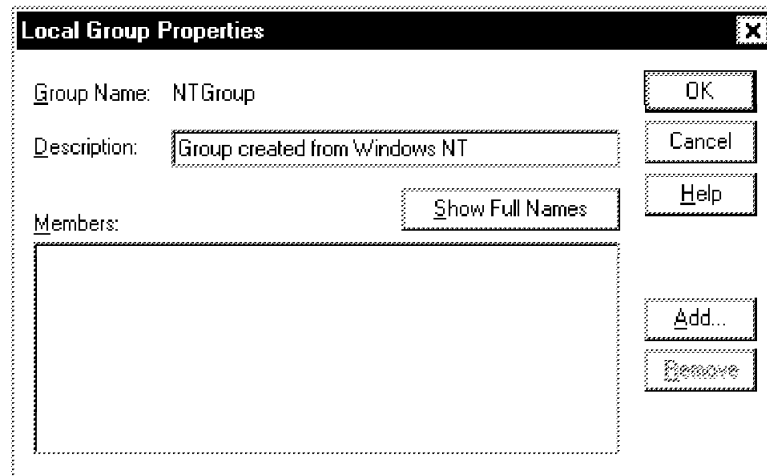 Local Group Properties
Group Name: NTGroup
OK
Description: Group created from Windows NT
Cancel
Show Full Names
Help
Members:
Add...
Remove